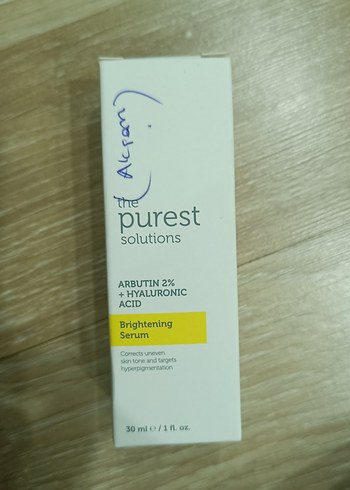 (Akşam)
the
purest
solutions
ARBUTIN 2%
+ HYALURONIC
ACID
Brightening
Serum
Corrects uneven
skin tone and targets
hyperpigmentation
30 ml ℮ / 1 fl. oz.